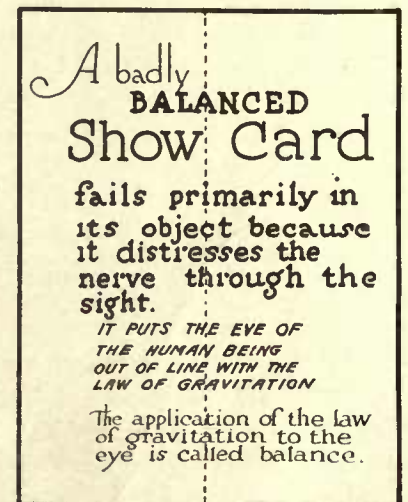 A badly
BALANCED
Show Card
fails primarily in
its object because
it distresses the
nerve through the
sight.
IT PUTS THE EYE OF
THE HUMAN BEING
OUT OF LINE WITH THE
LAW OF GRAVITATION
The application of the law
of gravitation to the
eye is called balance.